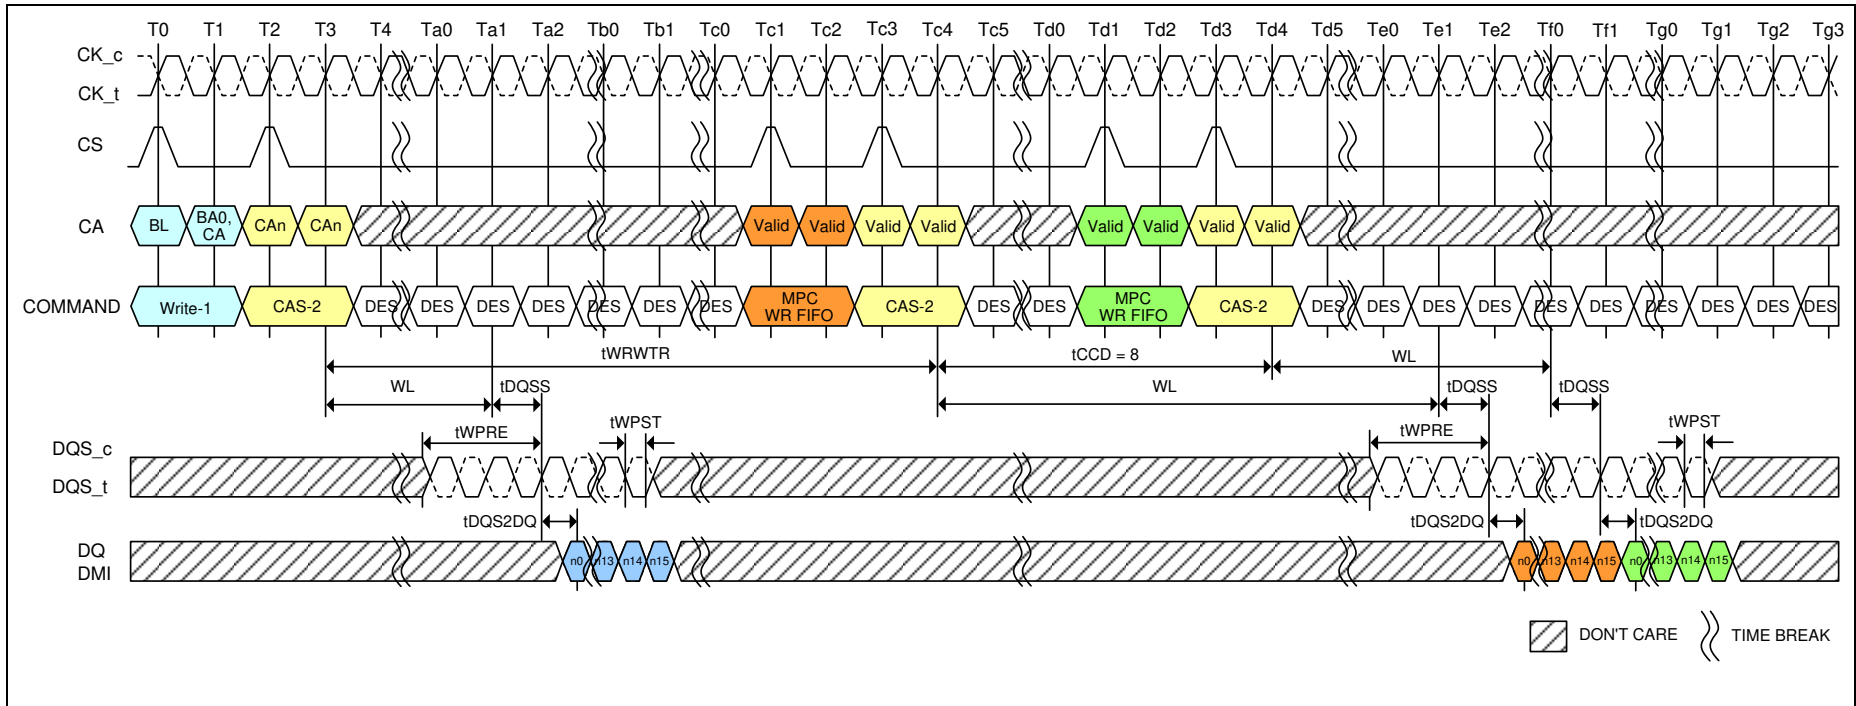 T0 T1 T2 T3 T4 Ta0 Ta1 Ta2 Tb0 Tb1 Tc0 Tc1 Tc2 Tc3 Tc4 Tc5 Td0 Td1 Td2 Td3 Td4 Td5 Te0 Te1 Te2 Tf0 Tf1 Tg0 Tg1 Tg2 Tg3
CK_c
CK_t
CS
CA BL BA0, CA CAn CAn Valid Valid Valid Valid Valid Valid Valid Valid
COMMAND Write-1 CAS-2 DES DES DES DES DES DES DES MPC WR FIFO CAS-2 DES DES MPC WR FIFO CAS-2 DES DES DES DES DES DES DES DES DES DES
tWRWTR tCCD = 8 WL
WL tDQSS WL tDQSS tDQSS
tWPRE tWPST tWPRE tWPST
DQS_c
DQS_t
tDQS2DQ tDQS2DQ tDQS2DQ
DQ
DMI
n0 n13 n14 n15 n0 n13 n14 n15 n0 n13 n14 n15
DON'T CARE TIME BREAK